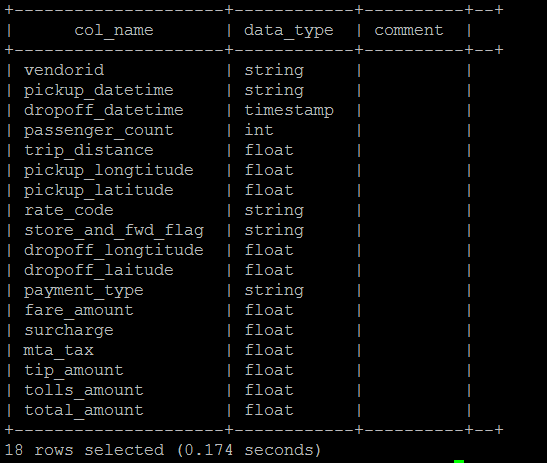 +---------------------+------------+----------+--+
|      col_name       | data_type  | comment  |
+---------------------+------------+----------+--+
| vendorid            | string     |          |
| pickup_datetime     | string     |          |
| dropoff_datetime    | timestamp  |          |
| passenger_count     | int        |          |
| trip_distance       | float      |          |
| pickup_longtitude   | float      |          |
| pickup_latitude     | float      |          |
| rate_code           | string     |          |
| store_and_fwd_flag  | string     |          |
| dropoff_longtitude  | float      |          |
| dropoff_laitude     | float      |          |
| payment_type        | string     |          |
| fare_amount         | float      |          |
| surcharge           | float      |          |
| mta_tax             | float      |          |
| tip_amount          | float      |          |
| tolls_amount        | float      |          |
| total_amount        | float      |          |
+---------------------+------------+----------+--+
18 rows selected (0.174 seconds)